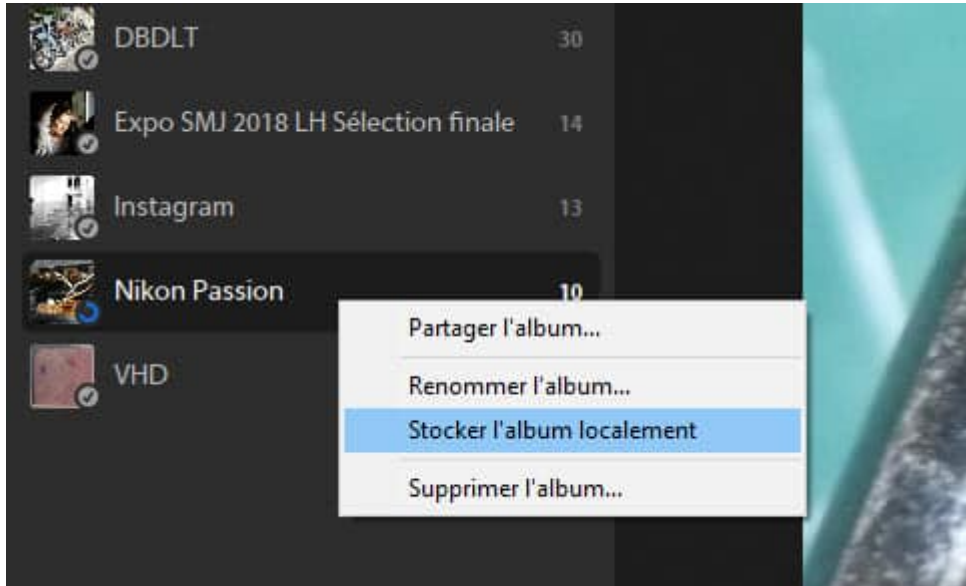 DBDLT 30
Expo SMJ 2018 LH Sélection finale 14
Instagram 13
Nikon Passion 10
Partager l'album...
VHD
Renommer l'album...
Stocker l'album localement
Supprimer l'album...